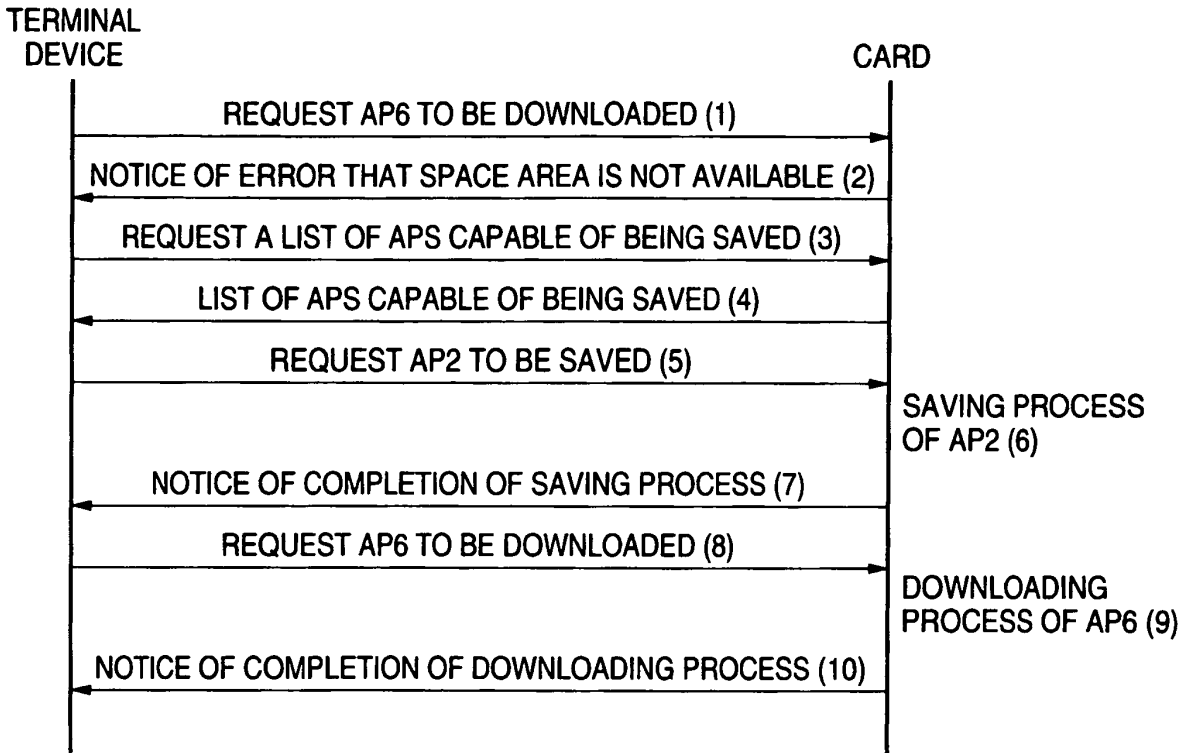 TERMINAL
DEVICE
CARD
REQUEST AP6 TO BE DOWNLOADED (1)
NOTICE OF ERROR THAT SPACE AREA IS NOT AVAILABLE (2)
REQUEST A LIST OF APS CAPABLE OF BEING SAVED (3)
LIST OF APS CAPABLE OF BEING SAVED (4)
REQUEST AP2 TO BE SAVED (5)
SAVING PROCESS
OF AP2 (6)
NOTICE OF COMPLETION OF SAVING PROCESS (7)
REQUEST AP6 TO BE DOWNLOADED (8)
DOWNLOADING
PROCESS OF AP6 (9)
NOTICE OF COMPLETION OF DOWNLOADING PROCESS (10)